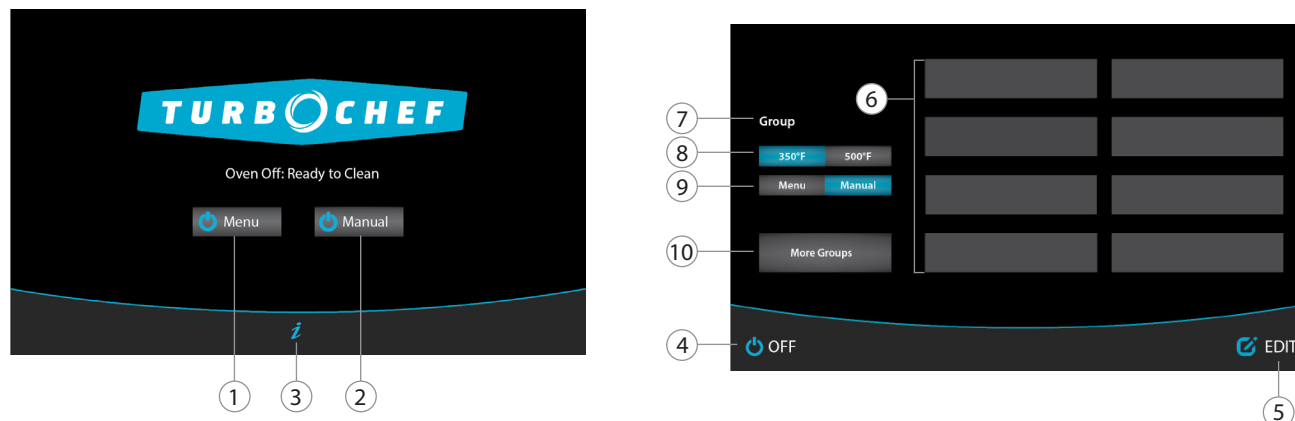 TURBOCHEF
Oven Off: Ready to Clean
Menu
Manual
i
1
3
2
6
7
Group
8
350°F
500°F
9
Menu
Manual
10
More Groups
4
OFF
EDIT
5